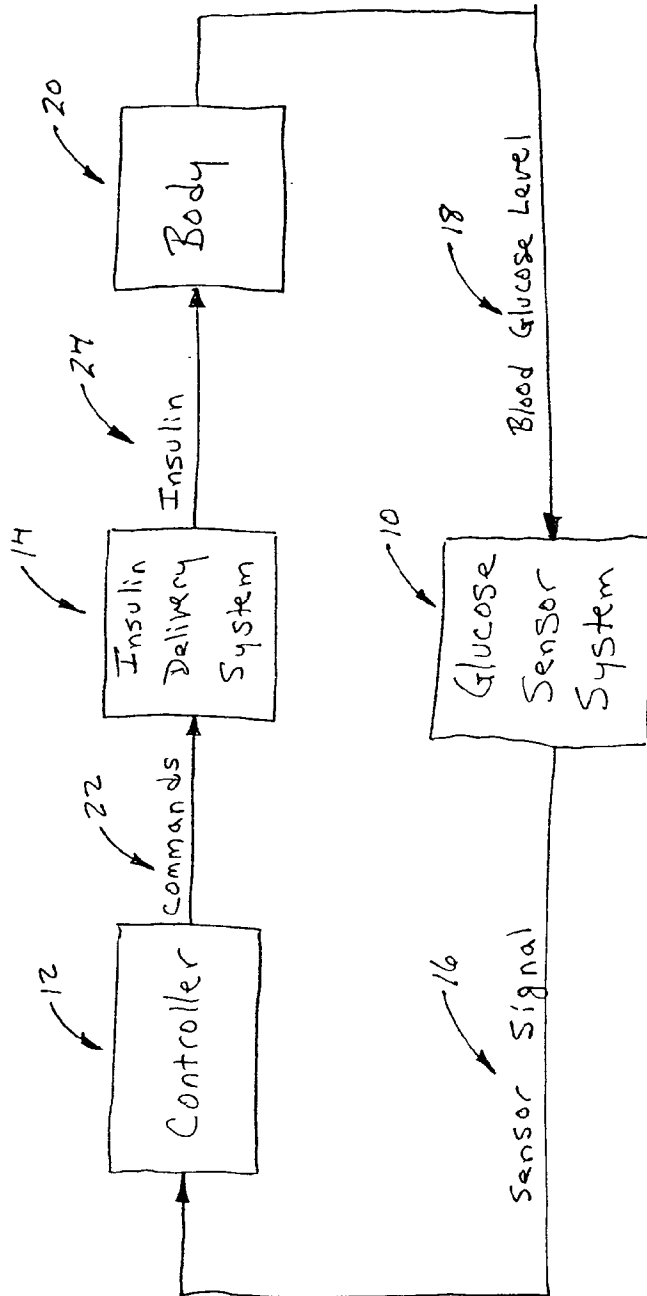 12
Controller
22
commands
14
Insulin
Delivery
System
24
Insulin
20
Body
16
Sensor Signal
10
Glucose
Sensor
System
18
Blood Glucose Level